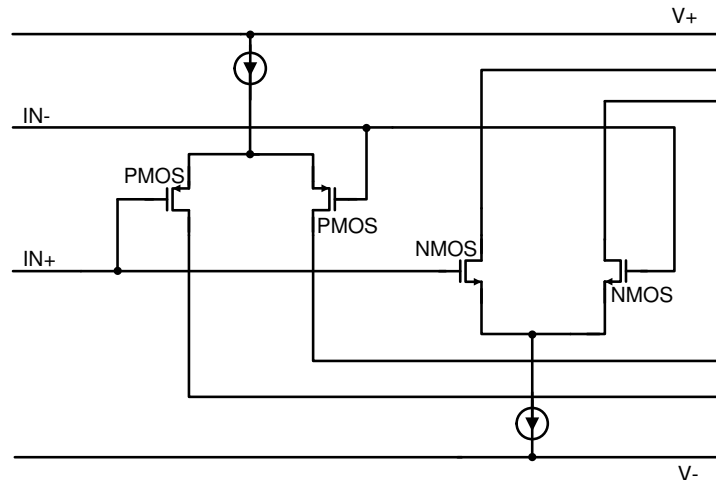 V+
IN-
PMOS
PMOS
NMOS
IN+
NMOS
V-